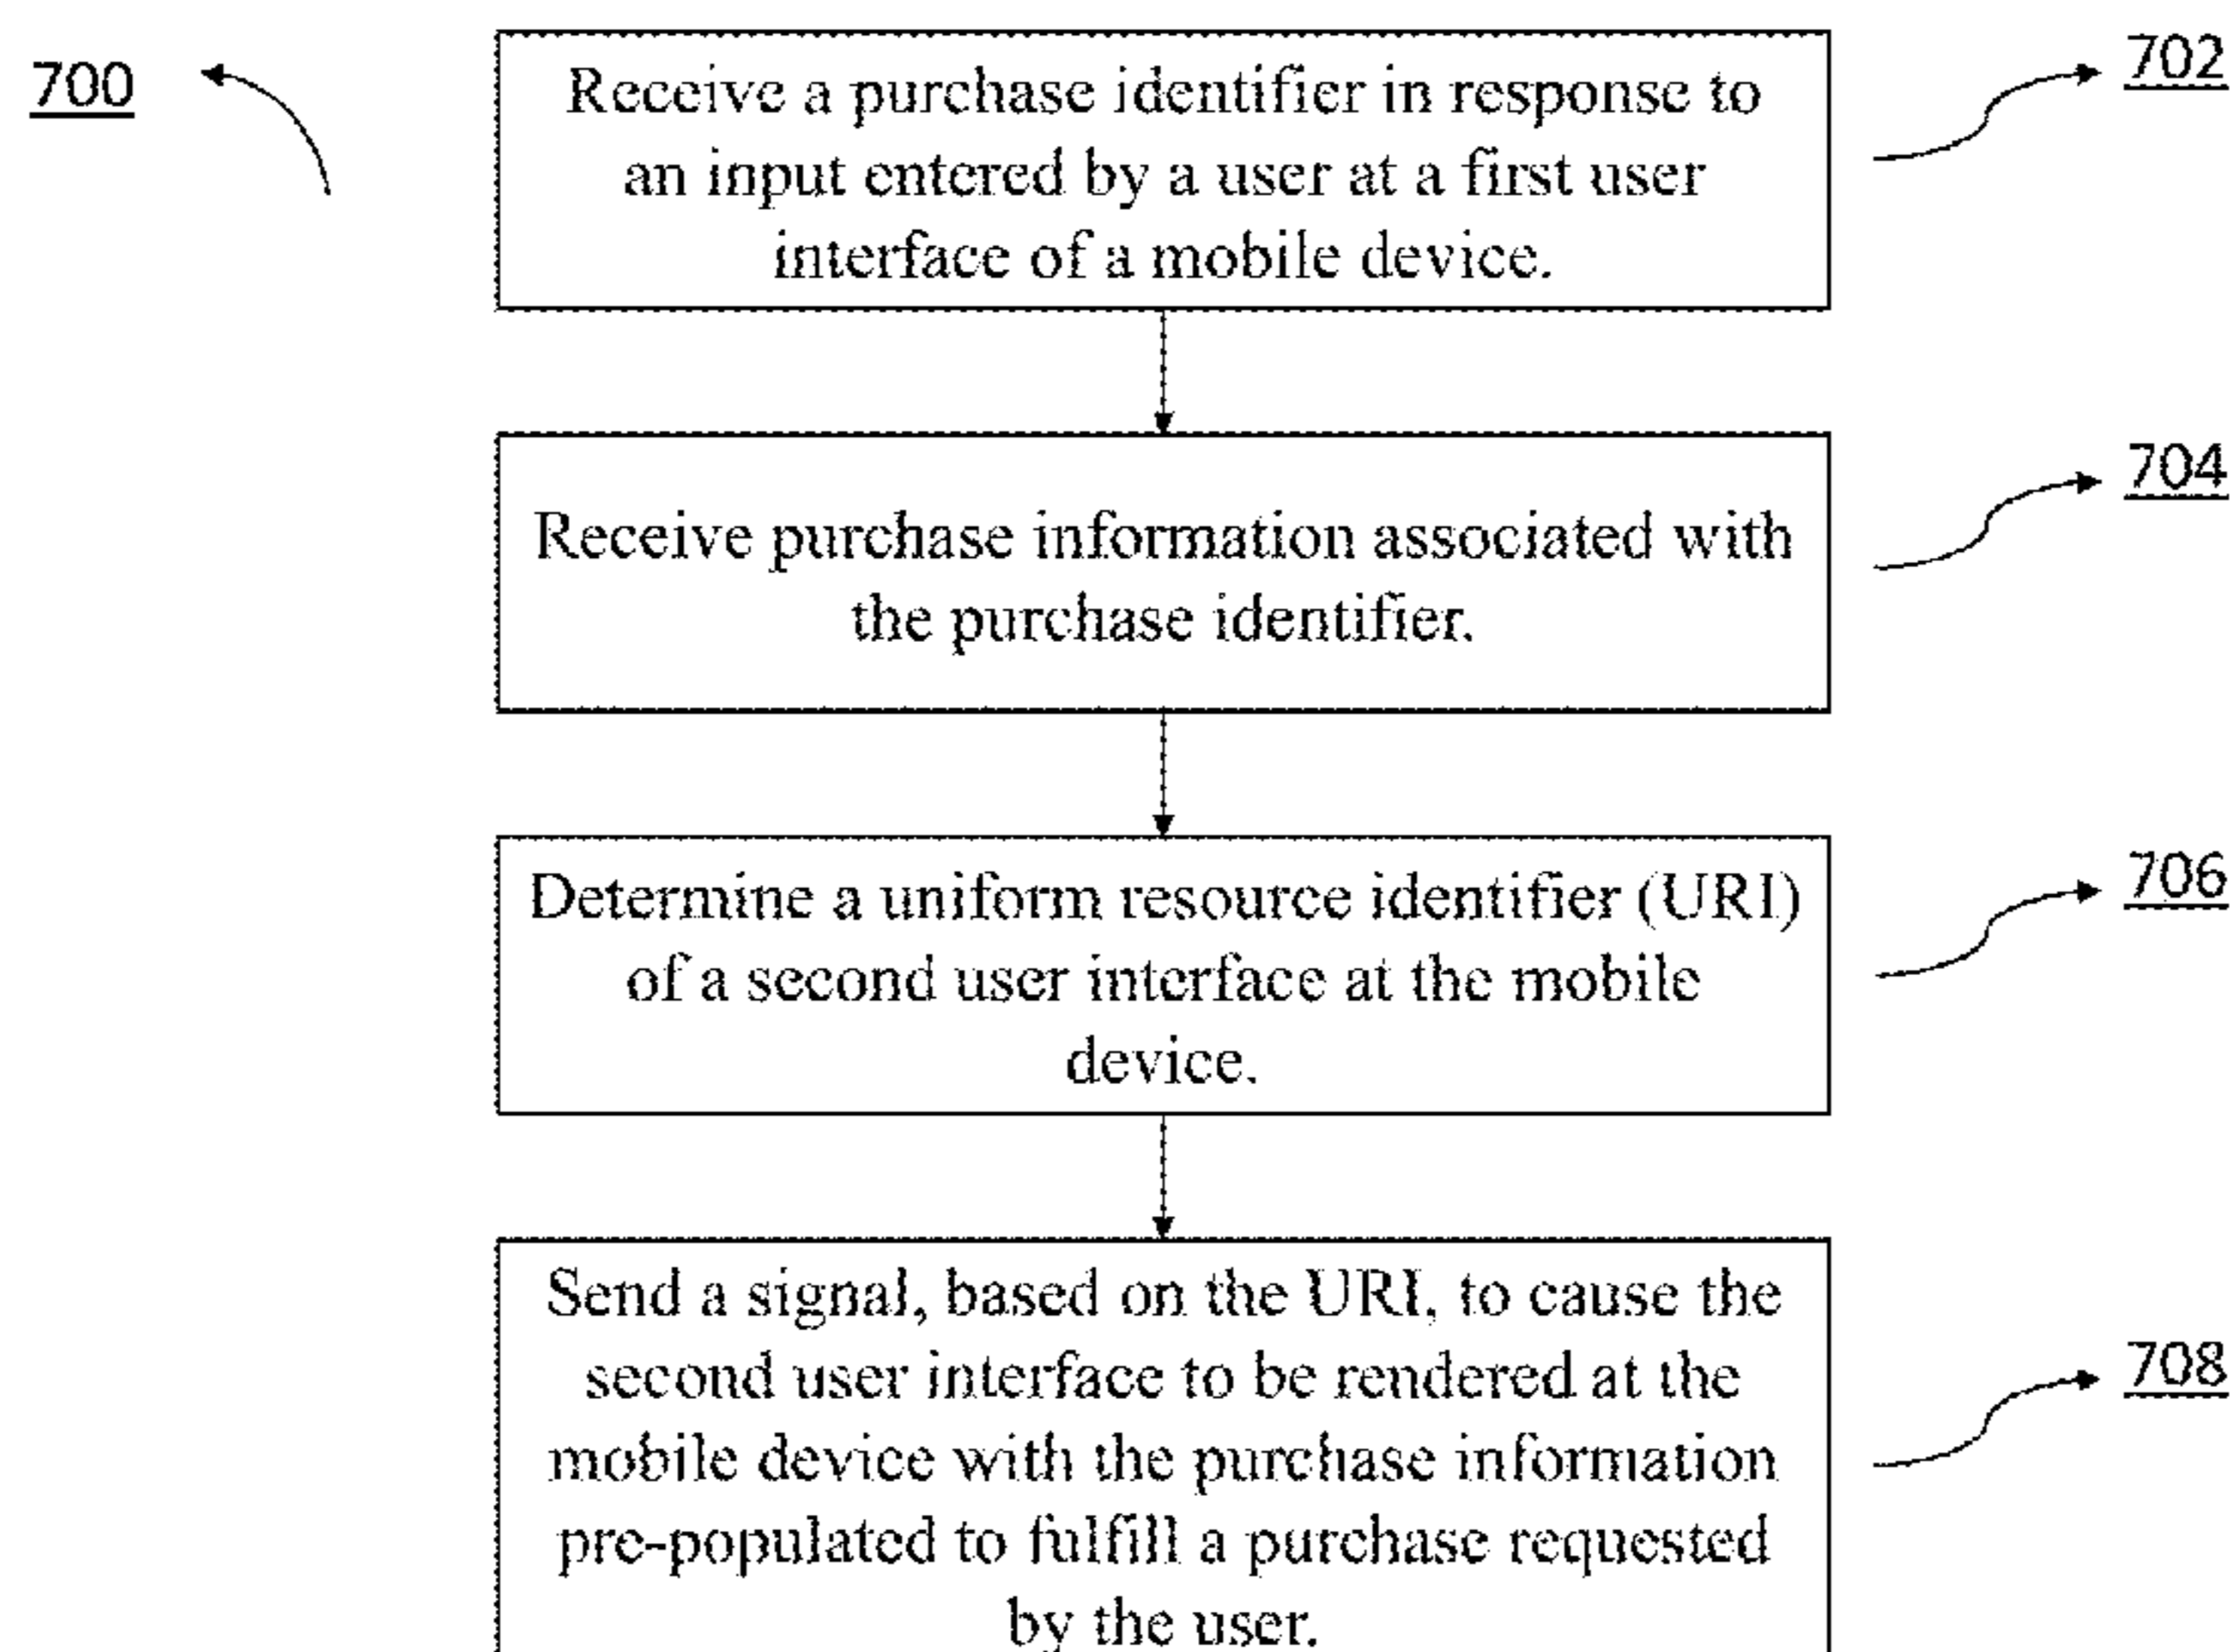 700
Receive a purchase identifier in response to
an input entered by a user at a first user
interface of a mobile device.
702
Receive purchase information associated with
the purchase identifier.
704
Determine a uniform resource identifier (URI)
of a second user interface at the mobile
device.
706
Send a signal, based on the URI, to cause the
second user interface to be rendered at the
mobile device with the purchase information
pre-populated to fulfill a purchase requested
by the user.
708